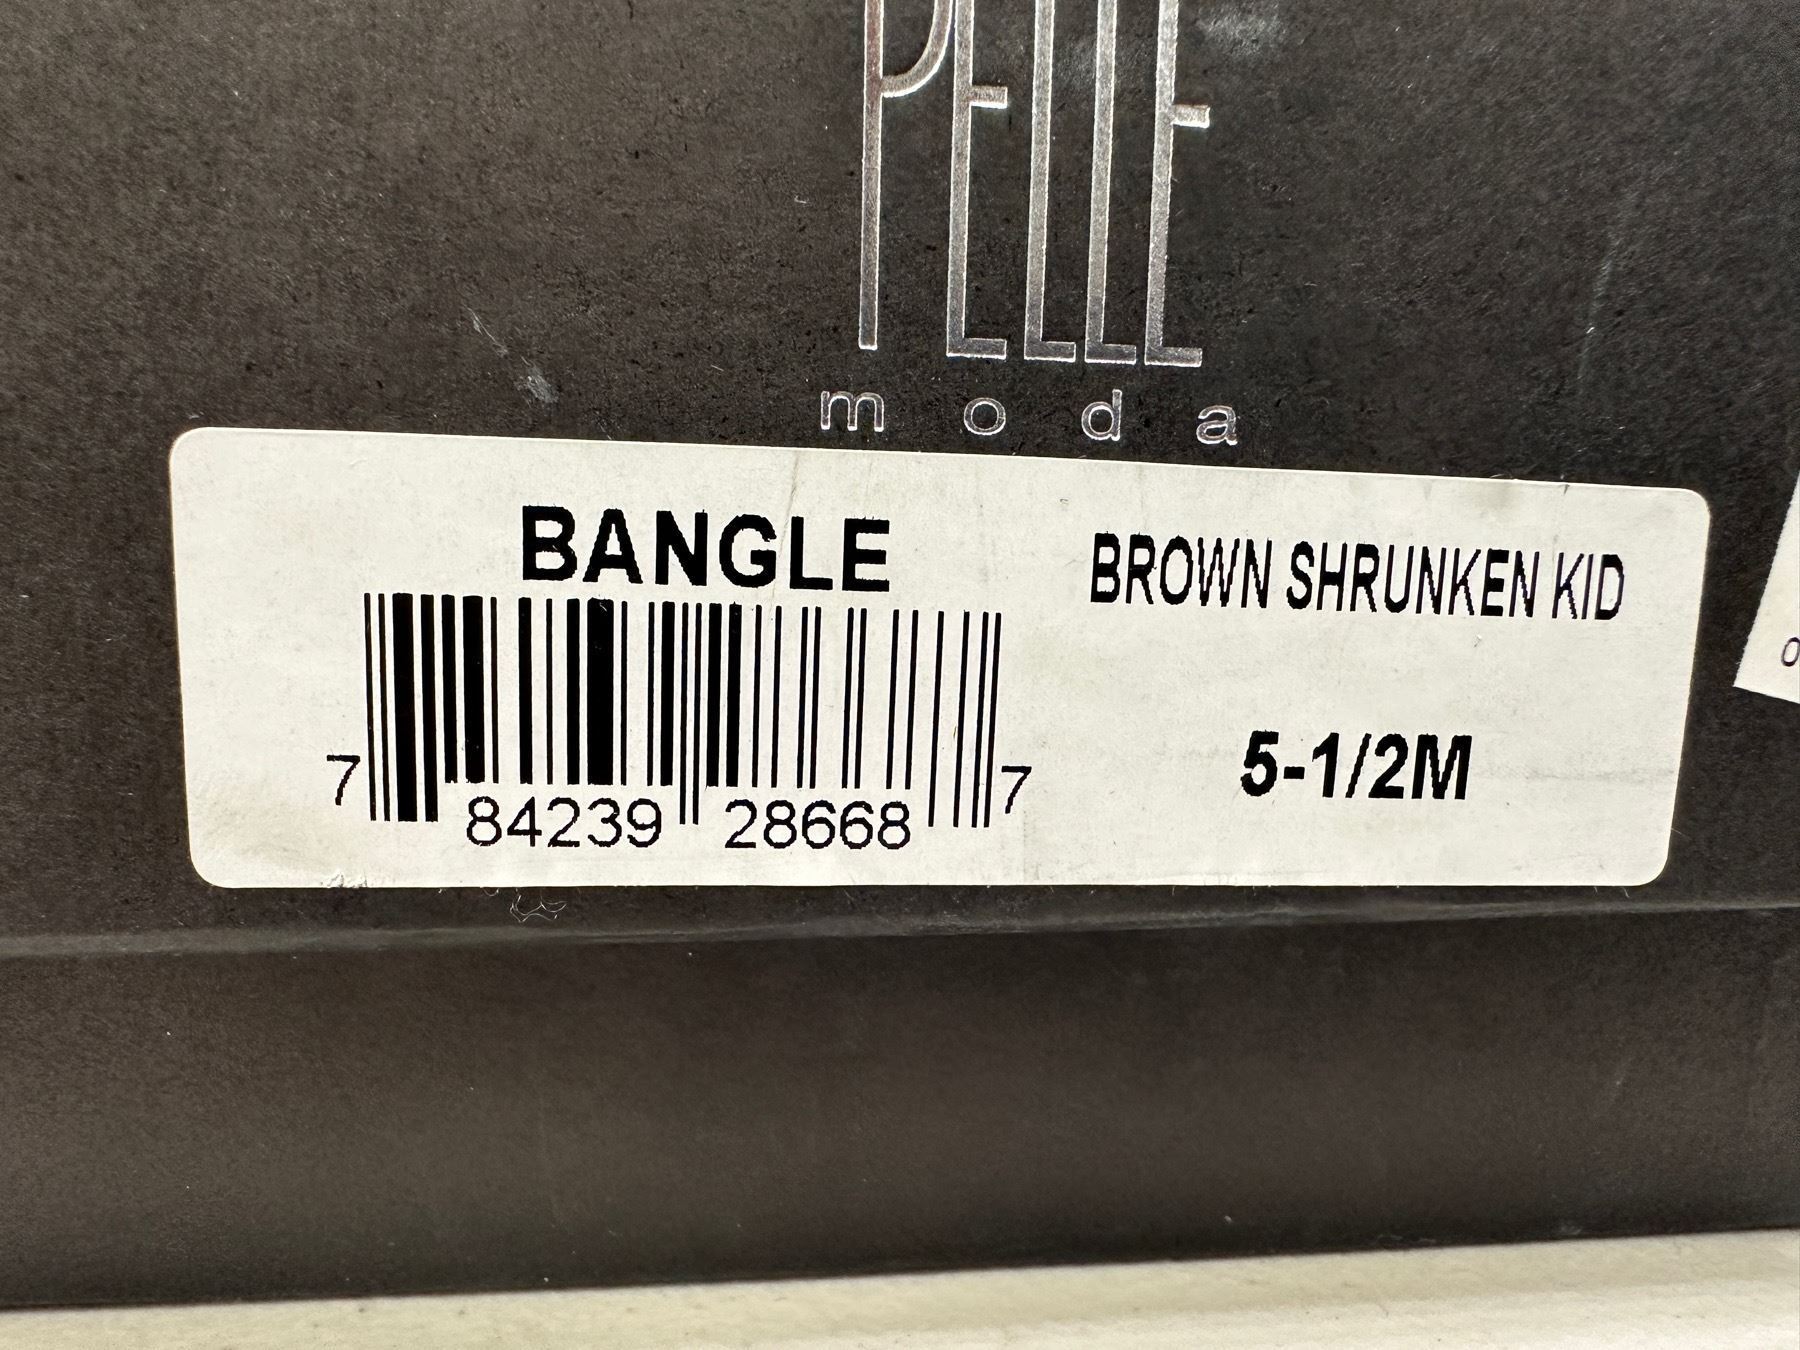 PELLE
moda
BANGLE
BROWN SHRUNKEN KID
5-1/2M
7 84239 28668 7